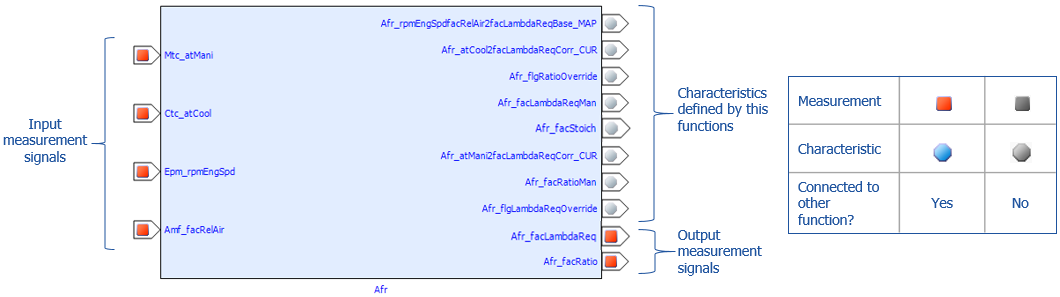 Input
measurement
signals
Mtc_atMani
Ctc_atCool
Epm_rpmEngSpd
Amf_facRelAir
Afr_rpmEngSpdfacRelAir2facLambdaReqBase_MAP
Afr_atCool2facLambdaReqCorr_CUR
Afr_flgRatioOverride
Afr_facLambdaReqMan
Afr_facStoich
Afr_atMani2facLambdaReqCorr_CUR
Afr_facRatioMan
Afr_flgLambdaReqOverride
Afr_facLambdaReq
Afr_facRatio
Afr
Characteristics
defined by this
functions
Output
measurement
signals
Measurement
Characteristic
Connected to
other
function?
Yes
No